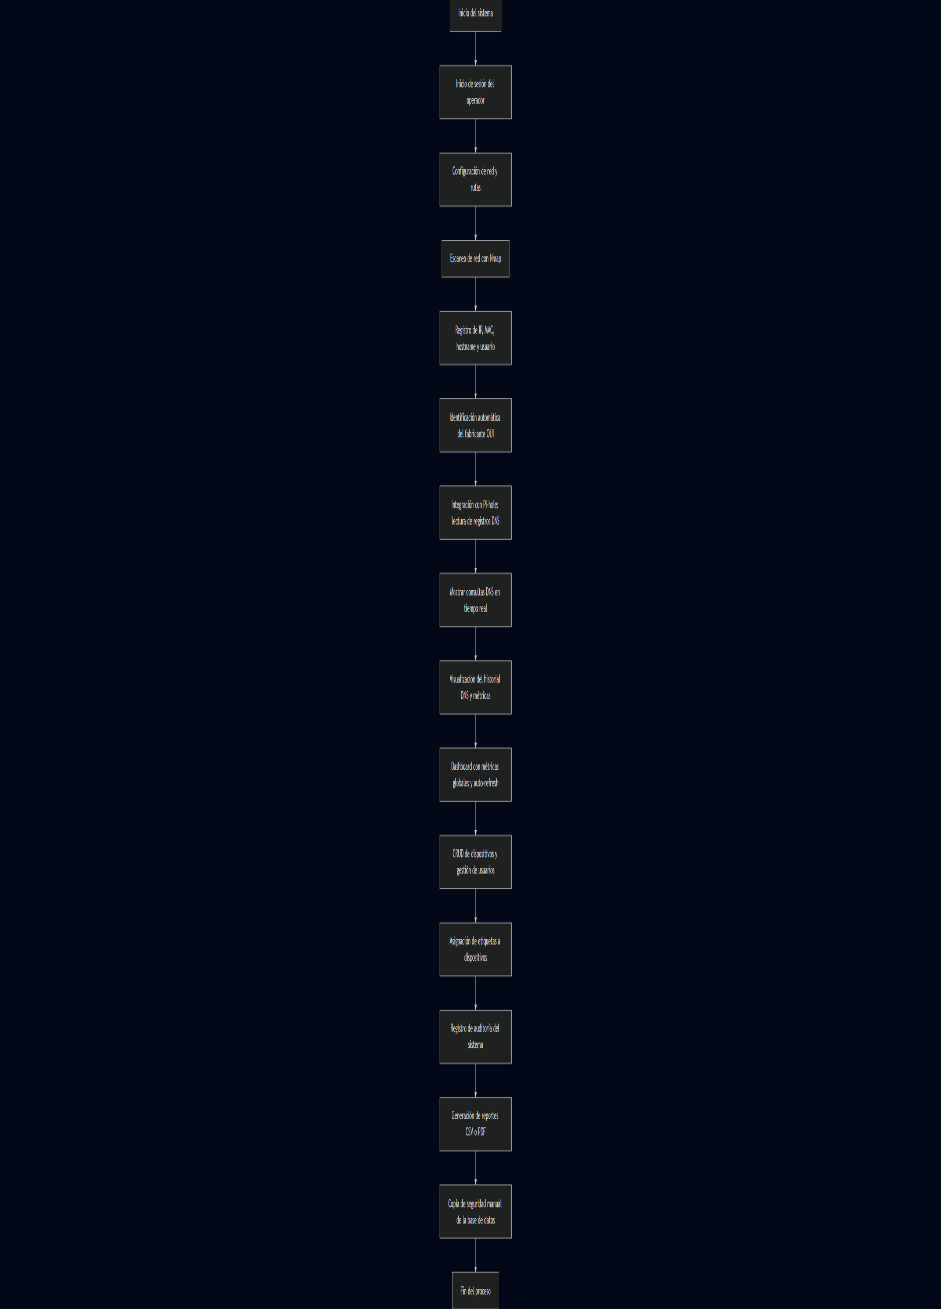 Inicio del sistema
Inicio de sesión del
operador
Configuración de red y
rutas
Escaneo de red con Nmap
Registro de IP, MAC,
hostname y usuario
Identificación automática
del fabricante OUI
Integración con Pi-holes
lectura de registros DNS
Mostrar consultas DNS en
tiempo real
Visualización del historial
DNS y métricas
Dashboard con métricas
globales y auto-refresh
CRUD de dispositivos y
gestión de usuarios
Asignación de etiquetas a
dispositivos
Registro de auditoría del
sistema
Generación de reportes
CSV o PDF
Copia de seguridad manual
de la base de datos
Fin del proceso